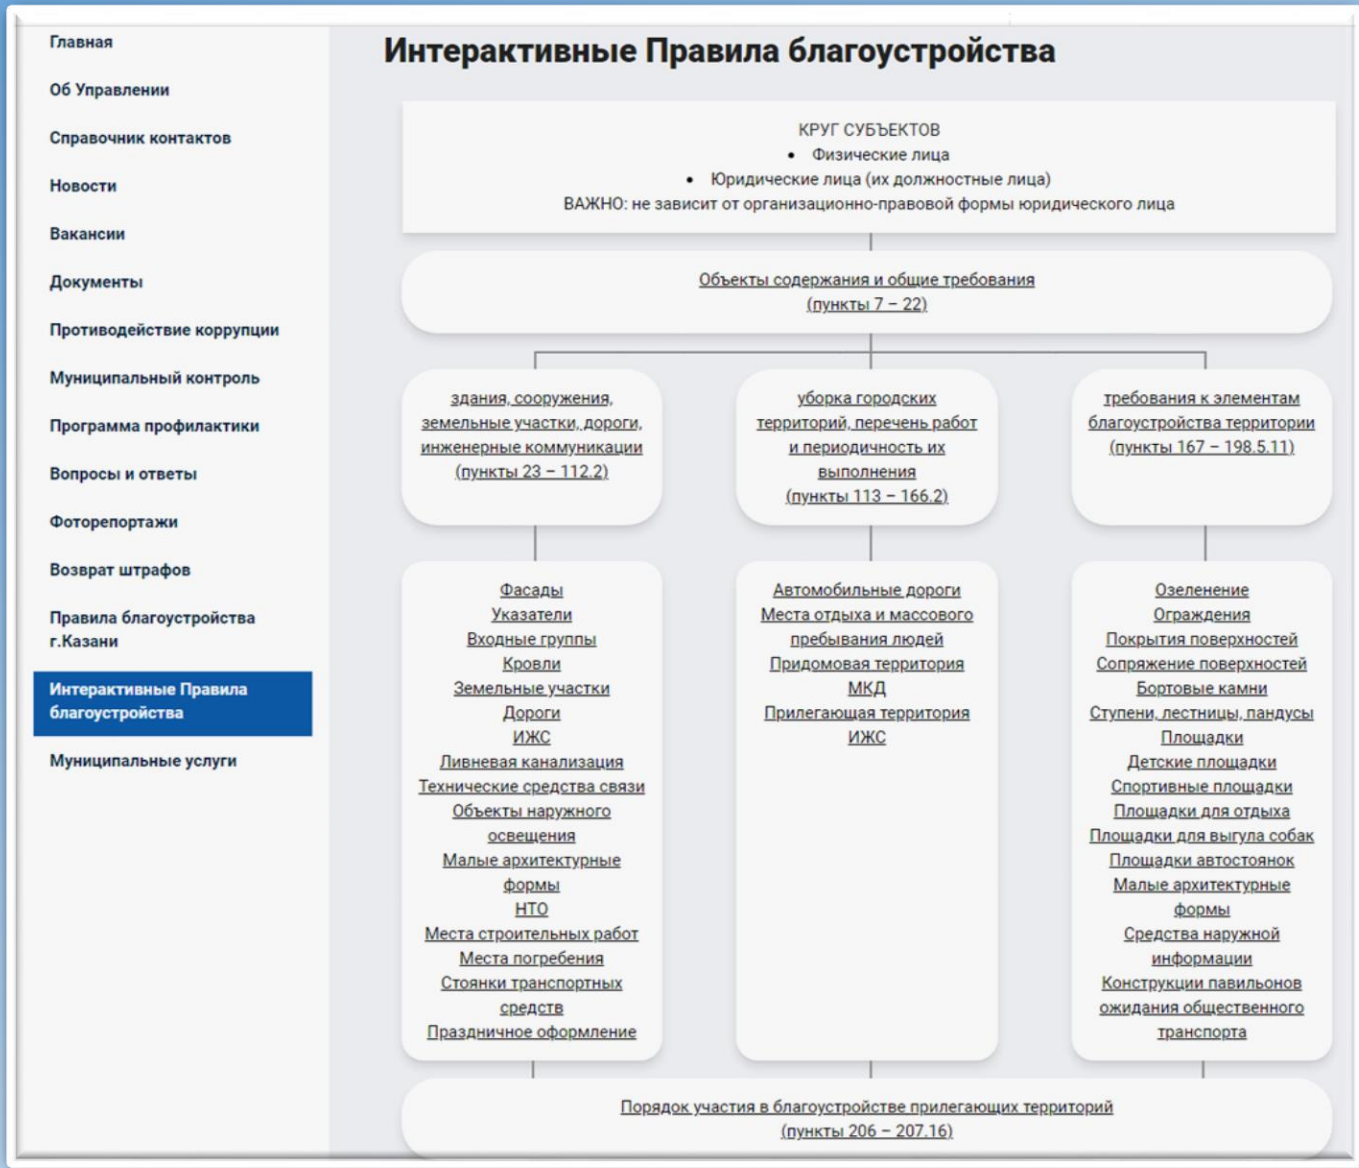 Главная
Об Управлении
Справочник контактов
Новости
Вакансии
Документы
Противодействие коррупции
Муниципальный контроль
Программа профилактики
Вопросы и ответы
Фоторепортажи
Возврат штрафов
Правила благоустройства
г.Казани
Интерактивные Правила
благоустройства
Муниципальные услуги
Интерактивные Правила благоустройства
КРУГ СУБЪЕКТОВ
• Физические лица
• Юридические лица (их должностные лица)
ВАЖНО: не зависит от организационно-правовой формы юридического лица
Объекты содержания и общие требования
(пункты 7 – 22)
здания, сооружения,
земельные участки, дороги,
инженерные коммуникации
(пункты 23 – 112.2)
уборка городских
территорий, перечень работ
и периодичность их
выполнения
(пункты 113 – 166.2)
требования к элементам
благоустройства территории
(пункты 167 – 198.5.11)
Фасады
Указатели
Входные группы
Кровли
Земельные участки
Дороги
ИЖС
Ливневая канализация
Технические средства связи
Объекты наружного
освещения
Малые архитектурные
формы
НТО
Места строительных работ
Места погребения
Стоянки транспортных
средств
Праздничное оформление
Автомобильные дороги
Места отдыха и массового
пребывания людей
Придомовая территория
МКД
Прилегающая территория
ИЖС
Озеленение
Ограждения
Покрытия поверхностей
Сопряжение поверхностей
Бортовые камни
Ступени, лестницы, пандусы
Площадки
Детские площадки
Спортивные площадки
Площадки для отдыха
Площадки для выгула собак
Площадки автостоянок
Малые архитектурные
формы
Средства наружной
информации
Конструкции павильонов
ожидания общественного
транспорта
Порядок участия в благоустройстве прилегающих территорий
(пункты 206 – 207.16)